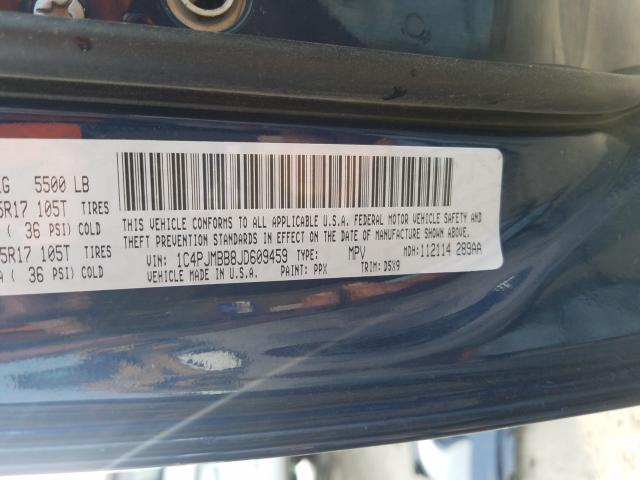 5500 LB
5R17 105T TIRES
( 36 PSI) COLD
5R17 105T TIRES
( 36 PSI) COLD
THIS VEHICLE CONFORMS TO ALL APPLICABLE U.S.A. FEDERAL MOTOR VEHICLE SAFETY AND
THEFT PREVENTION STANDARDS IN EFFECT ON THE DATE OF MANUFACTURE SHOWN ABOVE.
VIN: 1C4PJMBB8JD609459 TYPE: MPV MDH: 112114 289AA
VEHICLE MADE IN U.S.A. PAINT: PPX TRIM: D5X9